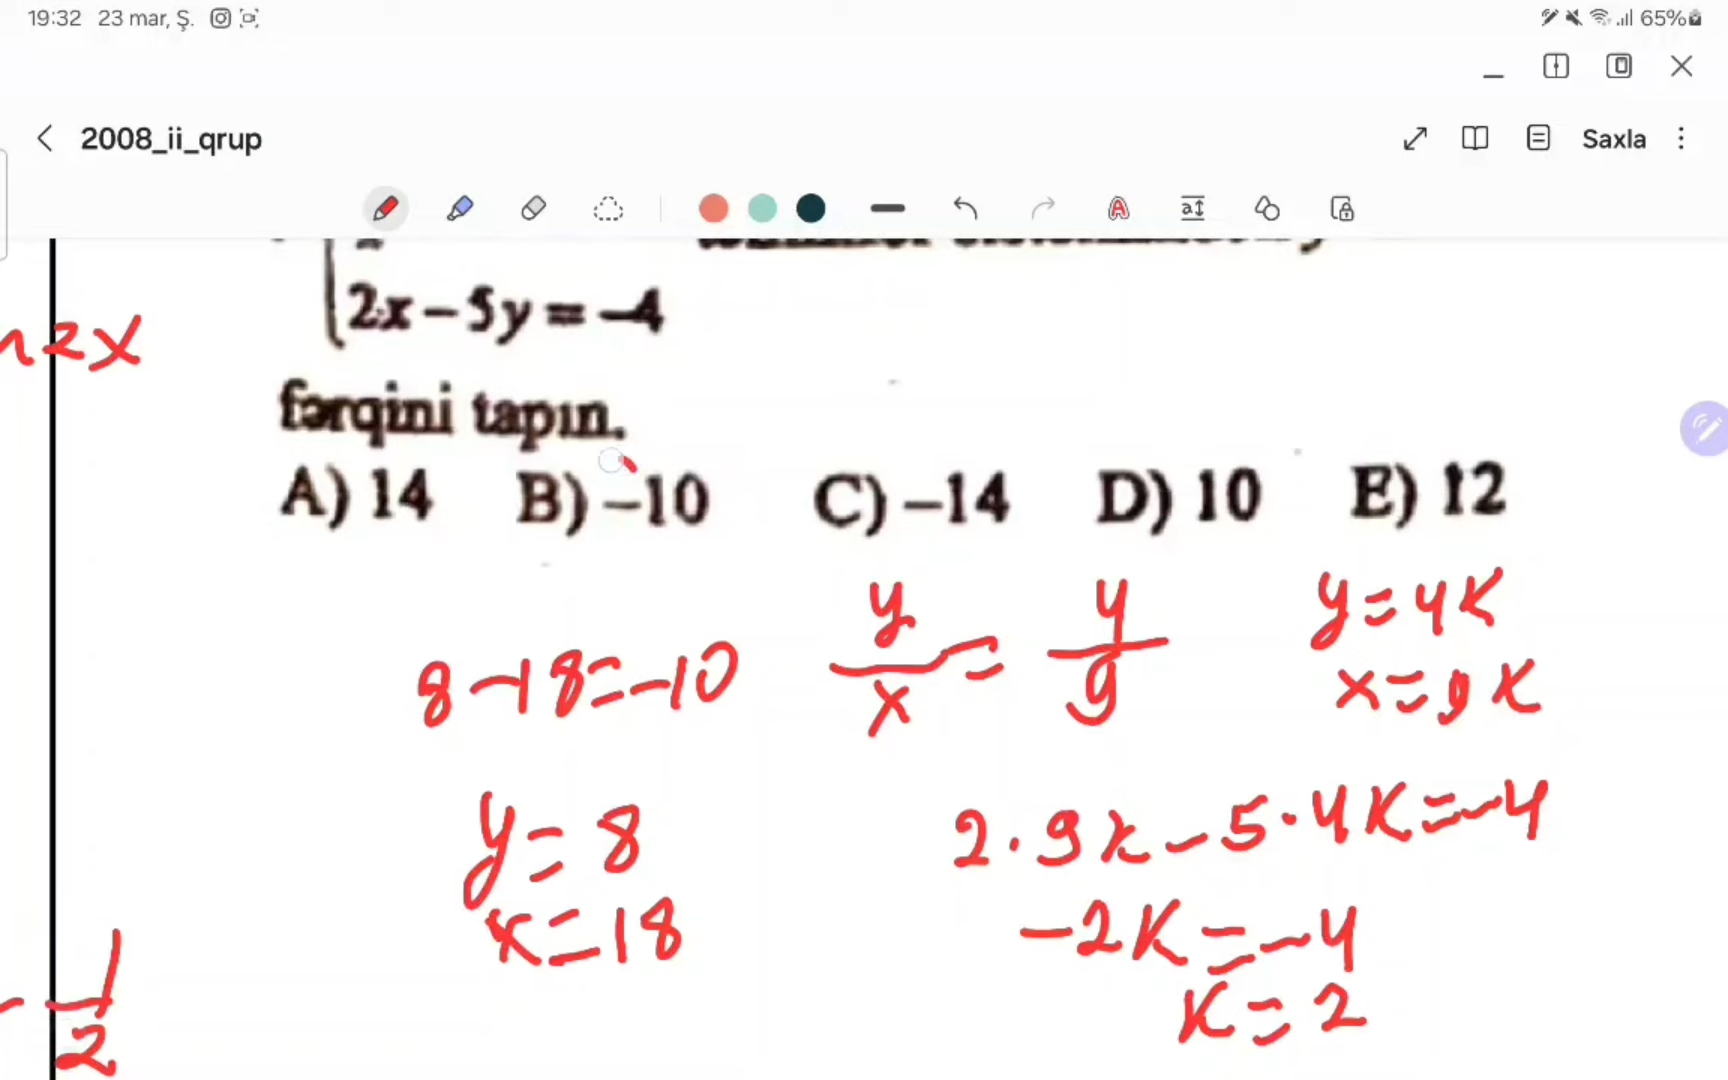 19:32 23 mar, Ş. 65%
2008_ii_qrup Saxla
2x – 5y = –4
2x
fərqini tapın.
A) 14 B) –10 C) –14 D) 10 E) 12
8-18=-10 y/x = 4/9 y=4K
x=9K
y=8 2·9k-5·4K=-4
x=18 -2K=-4
K=2
-1/2